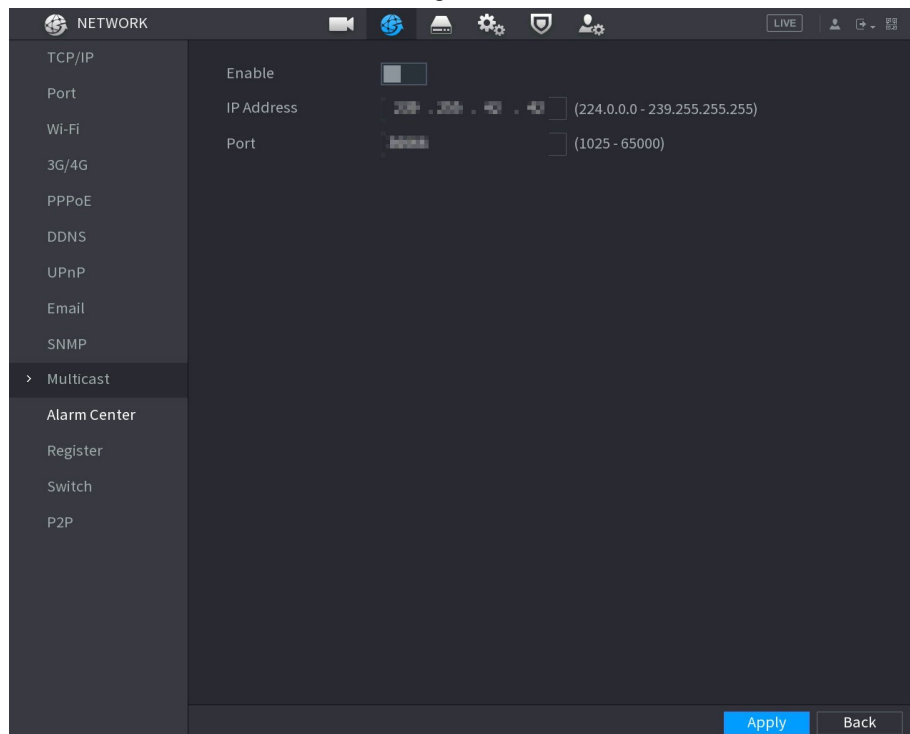 NETWORK
LIVE
TCP/IP
Port
Wi-Fi
3G/4G
PPPoE
DDNS
UPnP
Email
SNMP
> Multicast
Alarm Center
Register
Switch
P2P
Enable
IP Address (224.0.0.0 - 239.255.255.255)
Port (1025 - 65000)
Apply Back